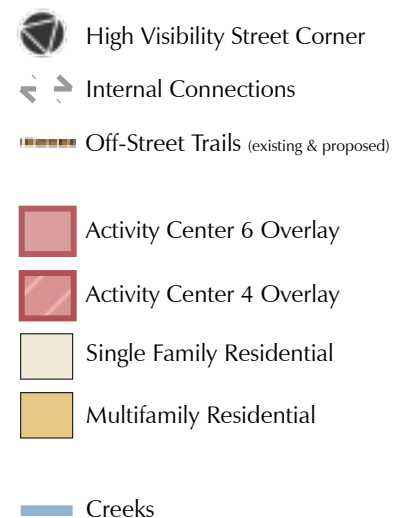 High Visibility Street Corner
Internal Connections
Off-Street Trails (existing & proposed)
Activity Center 6 Overlay
Activity Center 4 Overlay
Single Family Residential
Multifamily Residential
Creeks